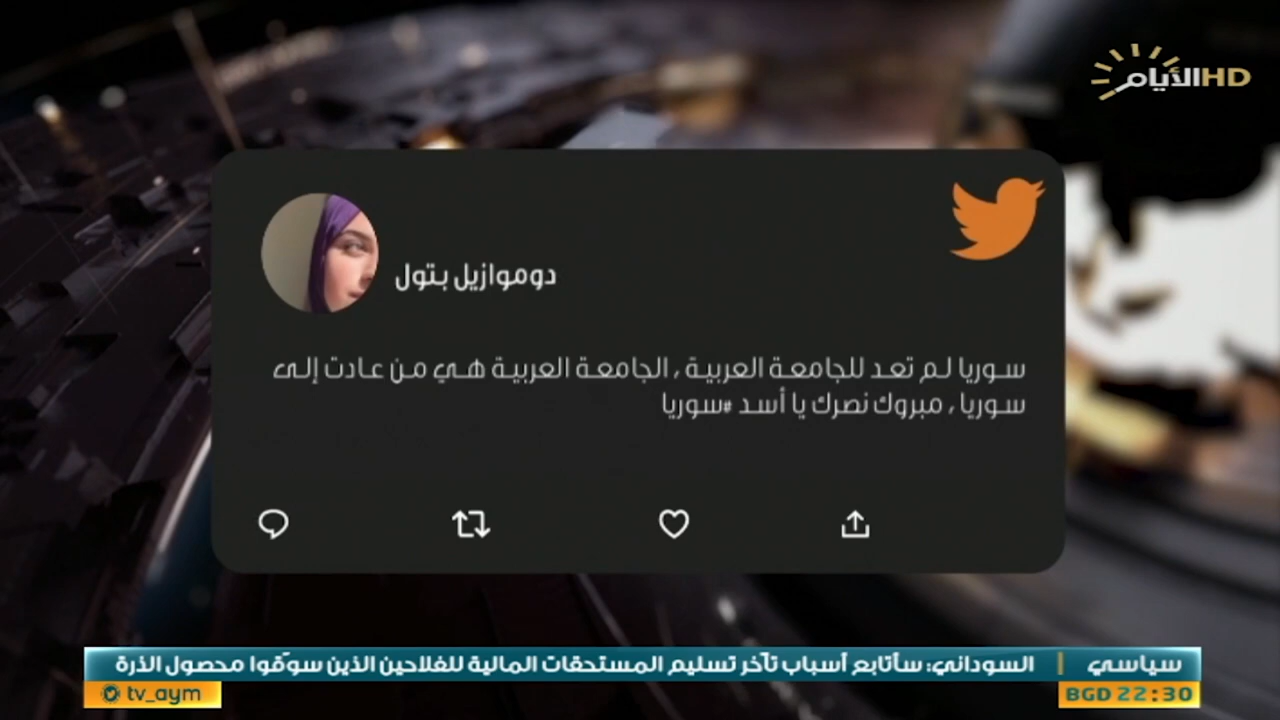 الأيام HD
دوموازيل بتول
سوريا لم تعد للجامعة العربية ، الجامعة العربية هي من عادت إلى
سوريا ، مبروك نصرك يا أسد #سوريا
سياسي | السوداني: سأتابع أسباب تأخر تسليم المستحقات المالية للفلاحين الذين سوّقوا محصول الذرة
tv_aym
BGD 22:30